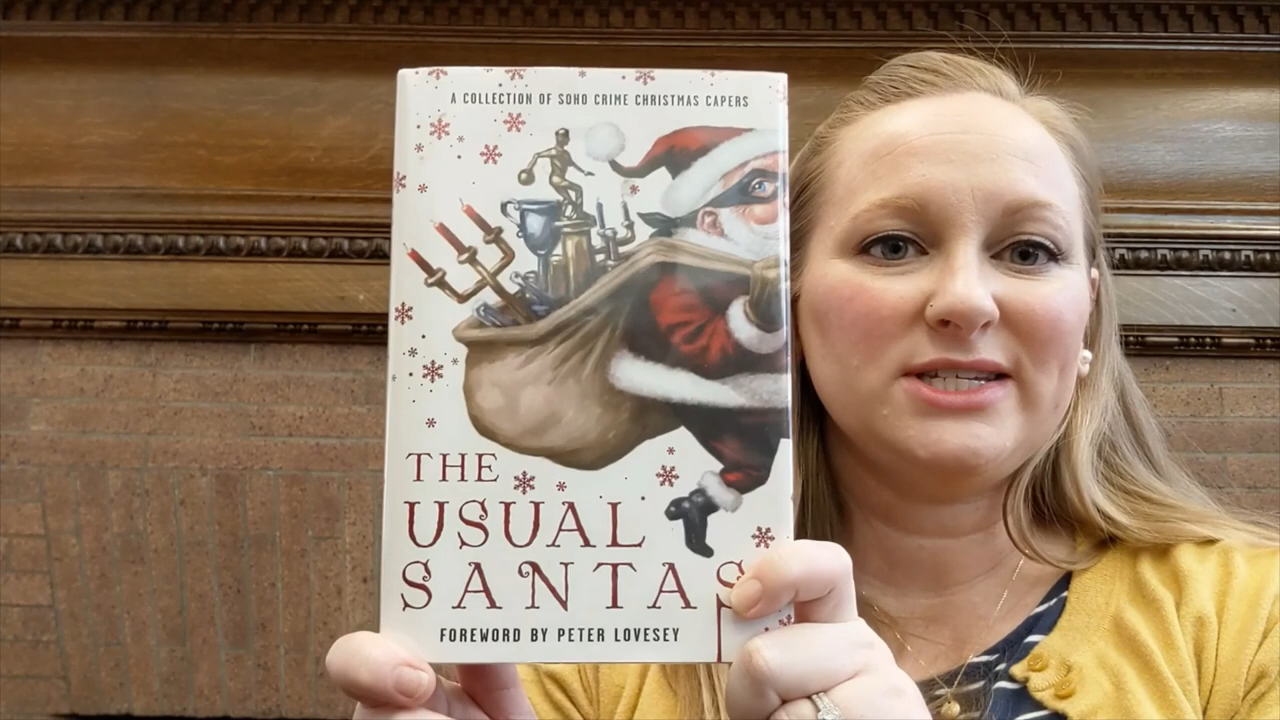 A COLLECTION OF SOHO CRIME CHRISTMAS CAPERS
THE
USUAL
SANTAS
FOREWORD BY PETER LOVESEY